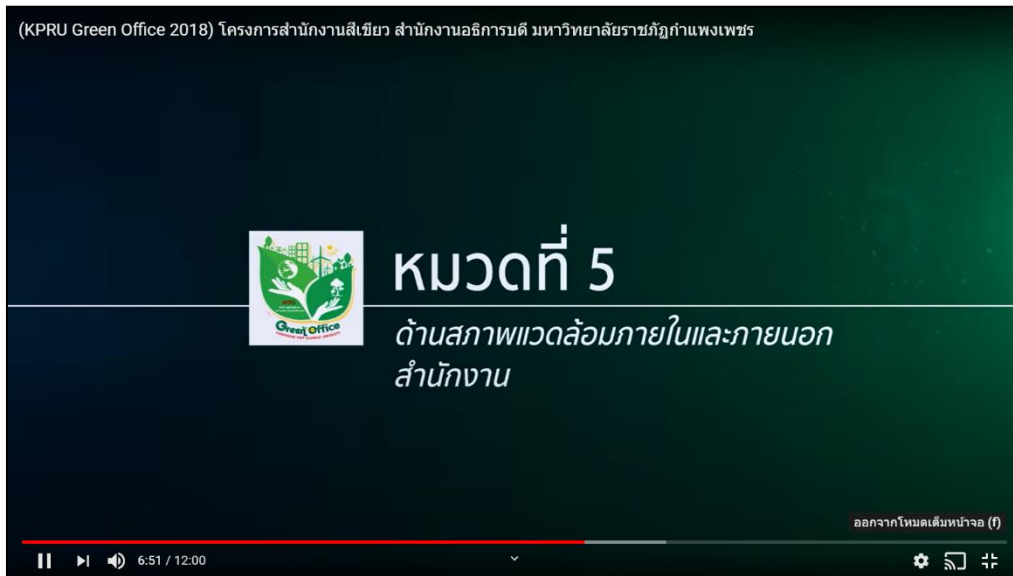 (KPRU Green Office 2018) โครงการสำนักงานสีเขียว สำนักงานอธิการบดี มหาวิทยาลัยราชภัฏกำแพงเพชร
หมวดที่ 5
Green Office
ด้านสภาพแวดล้อมภายในและภายนอก
สำนักงาน
ออกจากโหมดเต็มหน้าจอ (f)
6:51 / 12:00